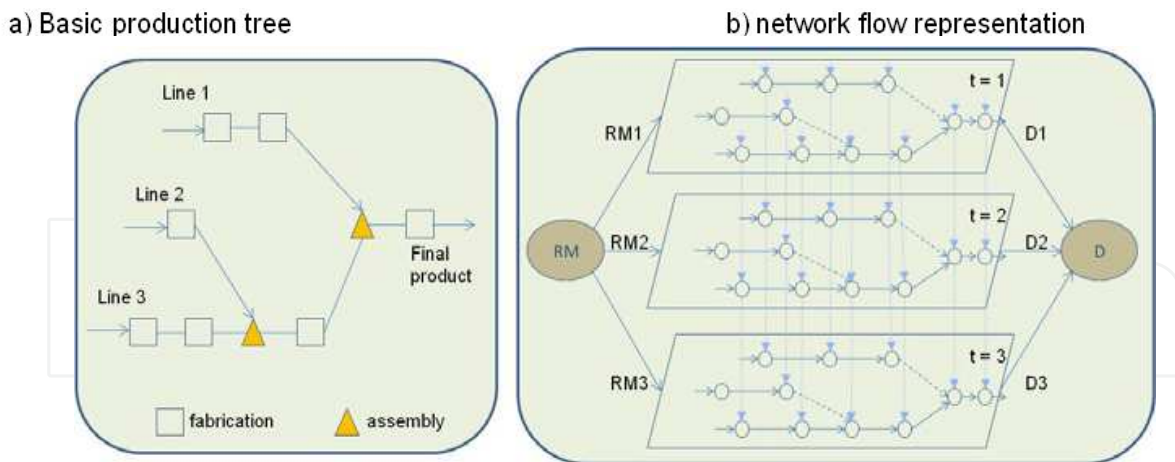 a) Basic production tree
Line 1
Line 2
Line 3
Final
product
fabrication
assembly
b) network flow representation
t = 1
RM1
D1
t = 2
RM
RM2
D2
D
t = 3
RM3
D3